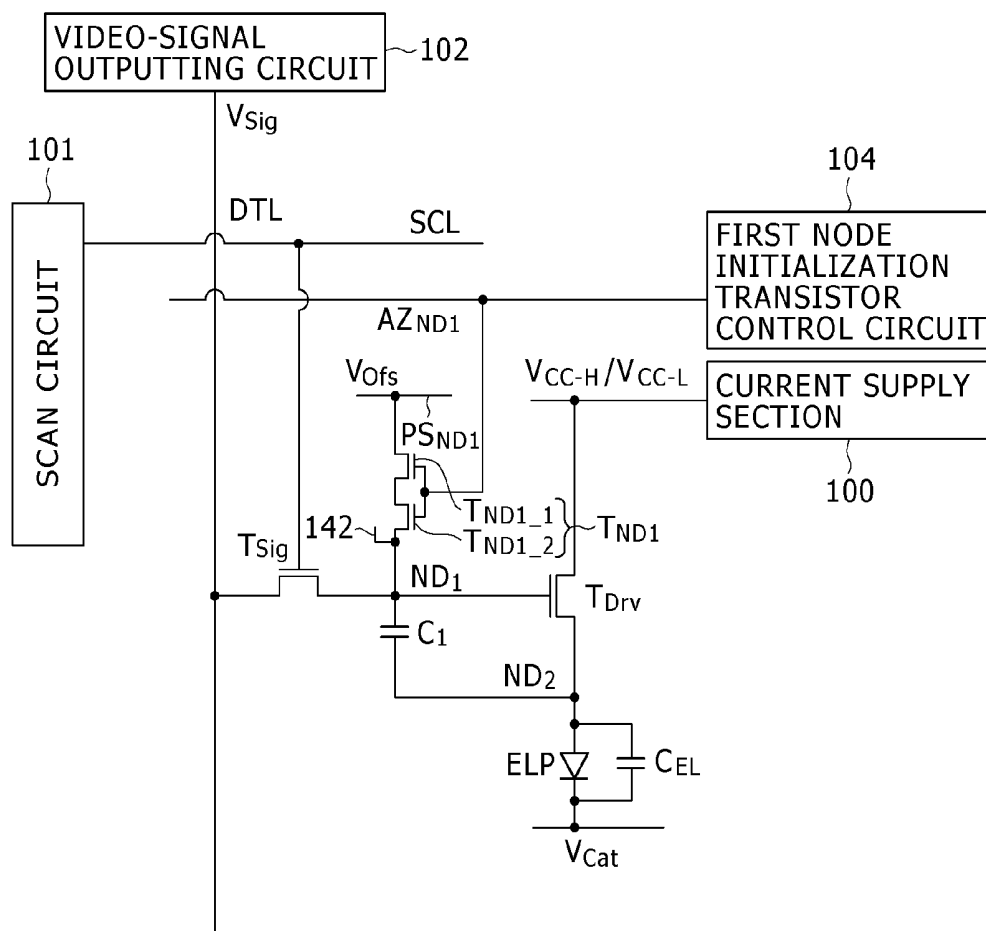 VIDEO-SIGNAL
OUTPUTTING CIRCUIT
102
VSig
101
104
DTL
SCL
FIRST NODE
INITIALIZATION
TRANSISTOR
CONTROL CIRCUIT
SCAN CIRCUIT
AZND1
VOfs
VCC-H/VCC-L
CURRENT SUPPLY
SECTION
PSND1
100
TND1_1
TND1_2
TND1
142
TSig
ND1
TDrv
C1
ND2
ELP
CEL
VCat